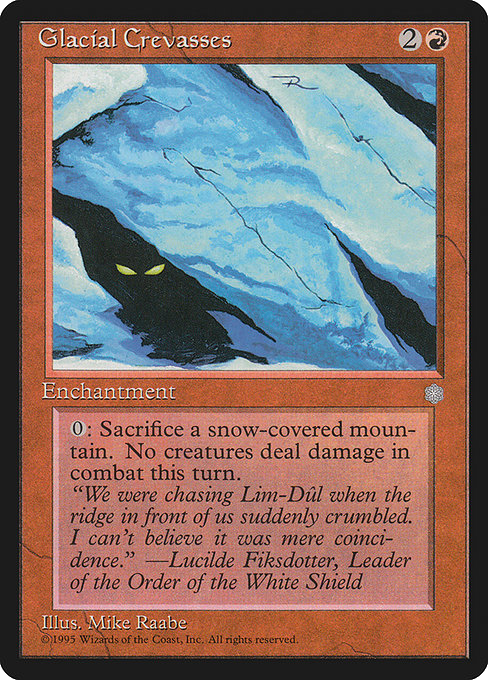 Glacial Crevasses 2
R
Enchantment
0: Sacrifice a snow-covered moun-
tain. No creatures deal damage in
combat this turn.
“We were chasing Lim-Dûl when the
ridge in front of us suddenly crumbled.
I can’t believe it was mere coinci-
dence.” —Lucilde Fiksdotter, Leader
of the Order of the White Shield
Illus. Mike Raabe
©1995 Wizards of the Coast, Inc. All rights reserved.